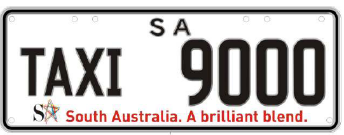 SA
TAXI 9000
SA South Australia. A brilliant blend.